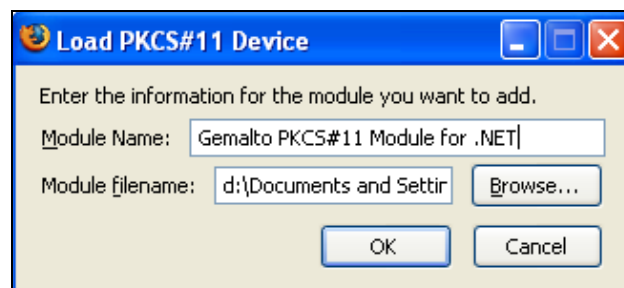 Load PKCS#11 Device
Enter the information for the module you want to add.
Module Name: Gemalto PKCS#11 Module for .NET
Module filename: d:\Documents and Settin Browse...
OK Cancel